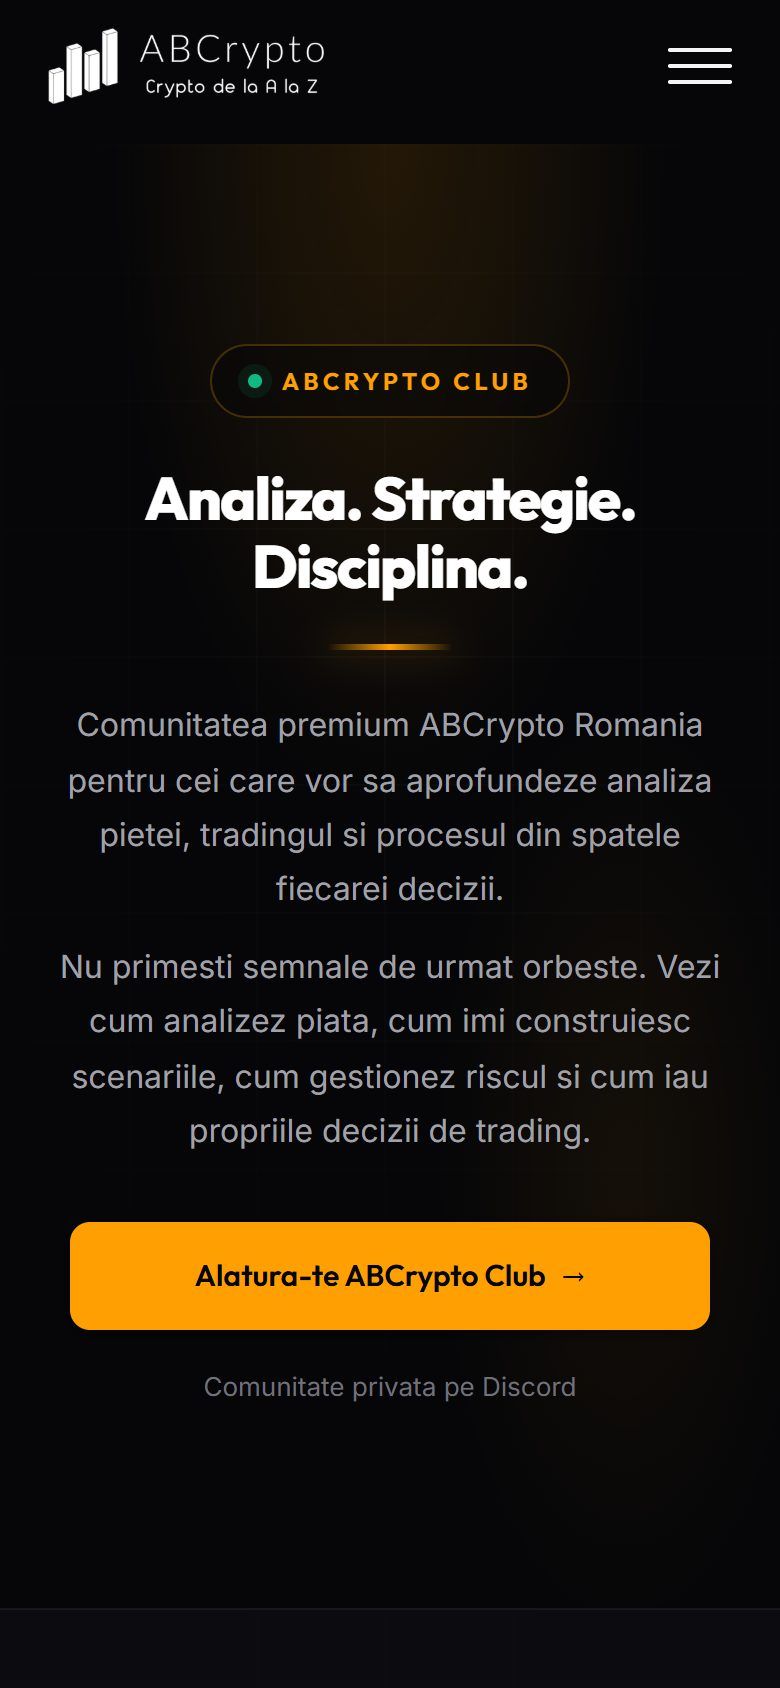 ABCrypto
Crypto de la A la Z
ABCRYPTO CLUB
Analiza. Strategie.
Disciplina.
Comunitatea premium ABCrypto Romania
pentru cei care vor sa aprofundeze analiza
pietei, tradingul si procesul din spatele
fiecarei decizii.
Nu primesti semnale de urmat orbeste. Vezi
cum analizez piata, cum imi construiesc
scenariile, cum gestionez riscul si cum iau
propriile decizii de trading.
Alatura-te ABCrypto Club →
Comunitate privata pe Discord